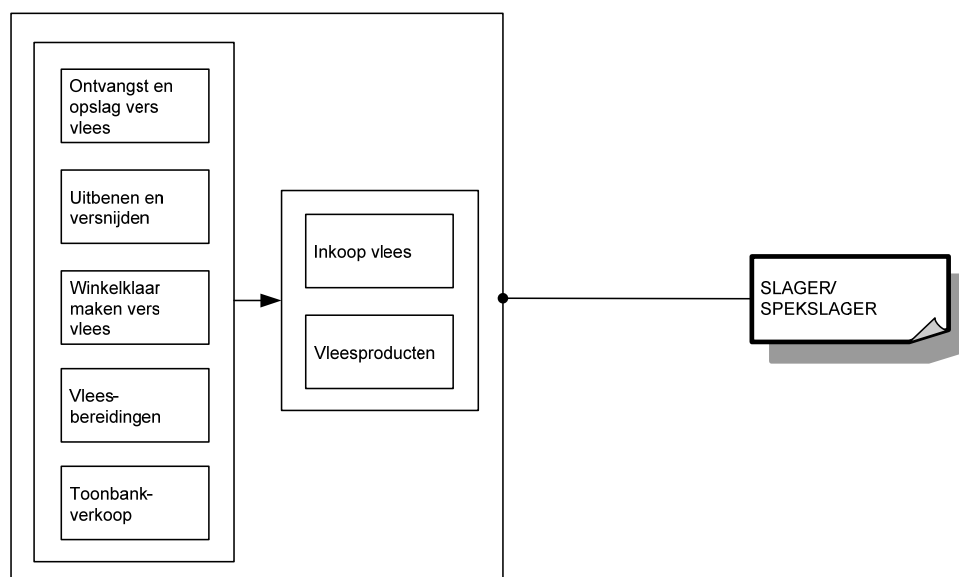 Ontvangst en
opslag vers
vlees
Uitbenen en
versnijden
Winkelklaar
maken vers
vlees
Vlees-
bereidingen
Toonbank-
verkoop
Inkoop vlees
Vleesproducten
SLAGER/
SPEKSLAGER